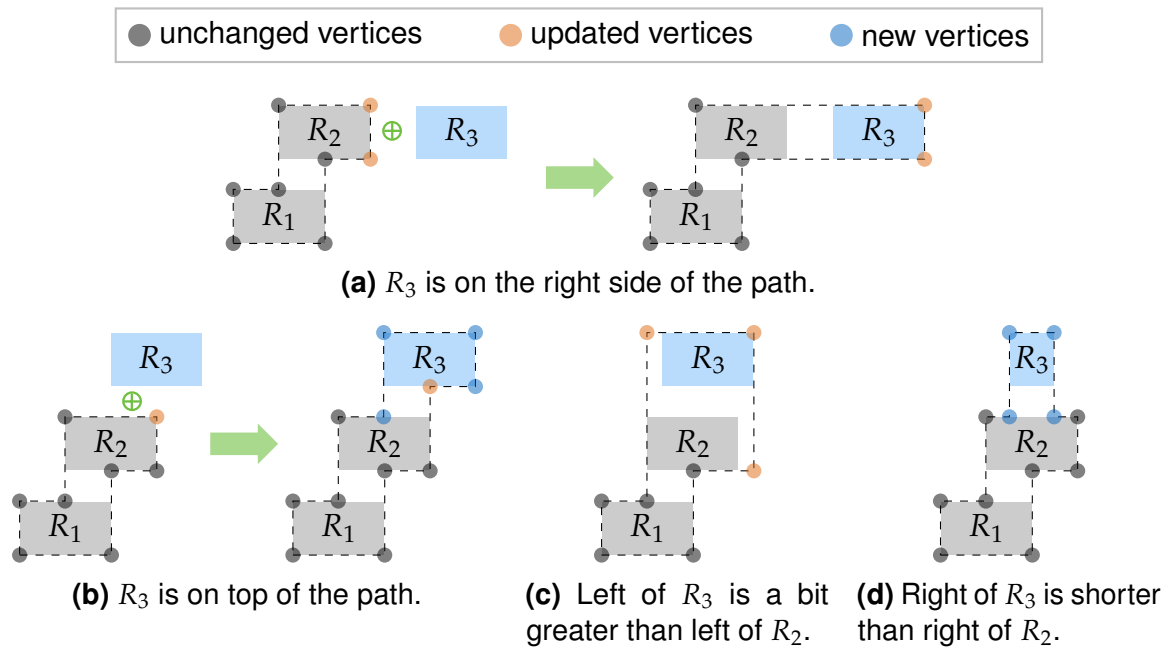 unchanged vertices updated vertices new vertices
R₂ ⊕ R₃ R₂ R₃
R₁ R₁
(a) R₃ is on the right side of the path.
R₃ R₃ R₃ R₃
⊕
R₂ R₂ R₂ R₂
R₁ R₁ R₁ R₁
(b) R₃ is on top of the path.
(c) Left of R₃ is a bit
greater than left of R₂.
(d) Right of R₃ is shorter
than right of R₂.